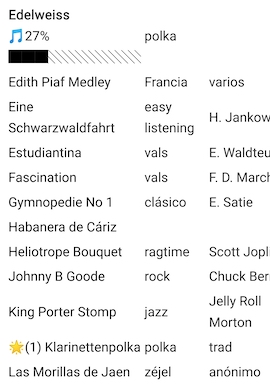 Edelweiss
🎵27% polka
Edith Piaf Medley Francia varios
Eine easy
Schwarzwaldfahrt listening H. Jankow
Estudiantina vals E. Waldteu
Fascination vals F. D. March
Gymnopedie No 1 clásico E. Satie
Habanera de Cáriz
Heliotrope Bouquet ragtime Scott Jopli
Johnny B Goode rock Chuck Ber
King Porter Stomp jazz Jelly Roll
Morton
🌟(1) Klarinettenpolka polka trad
Las Morillas de Jaen zéjel anónimo